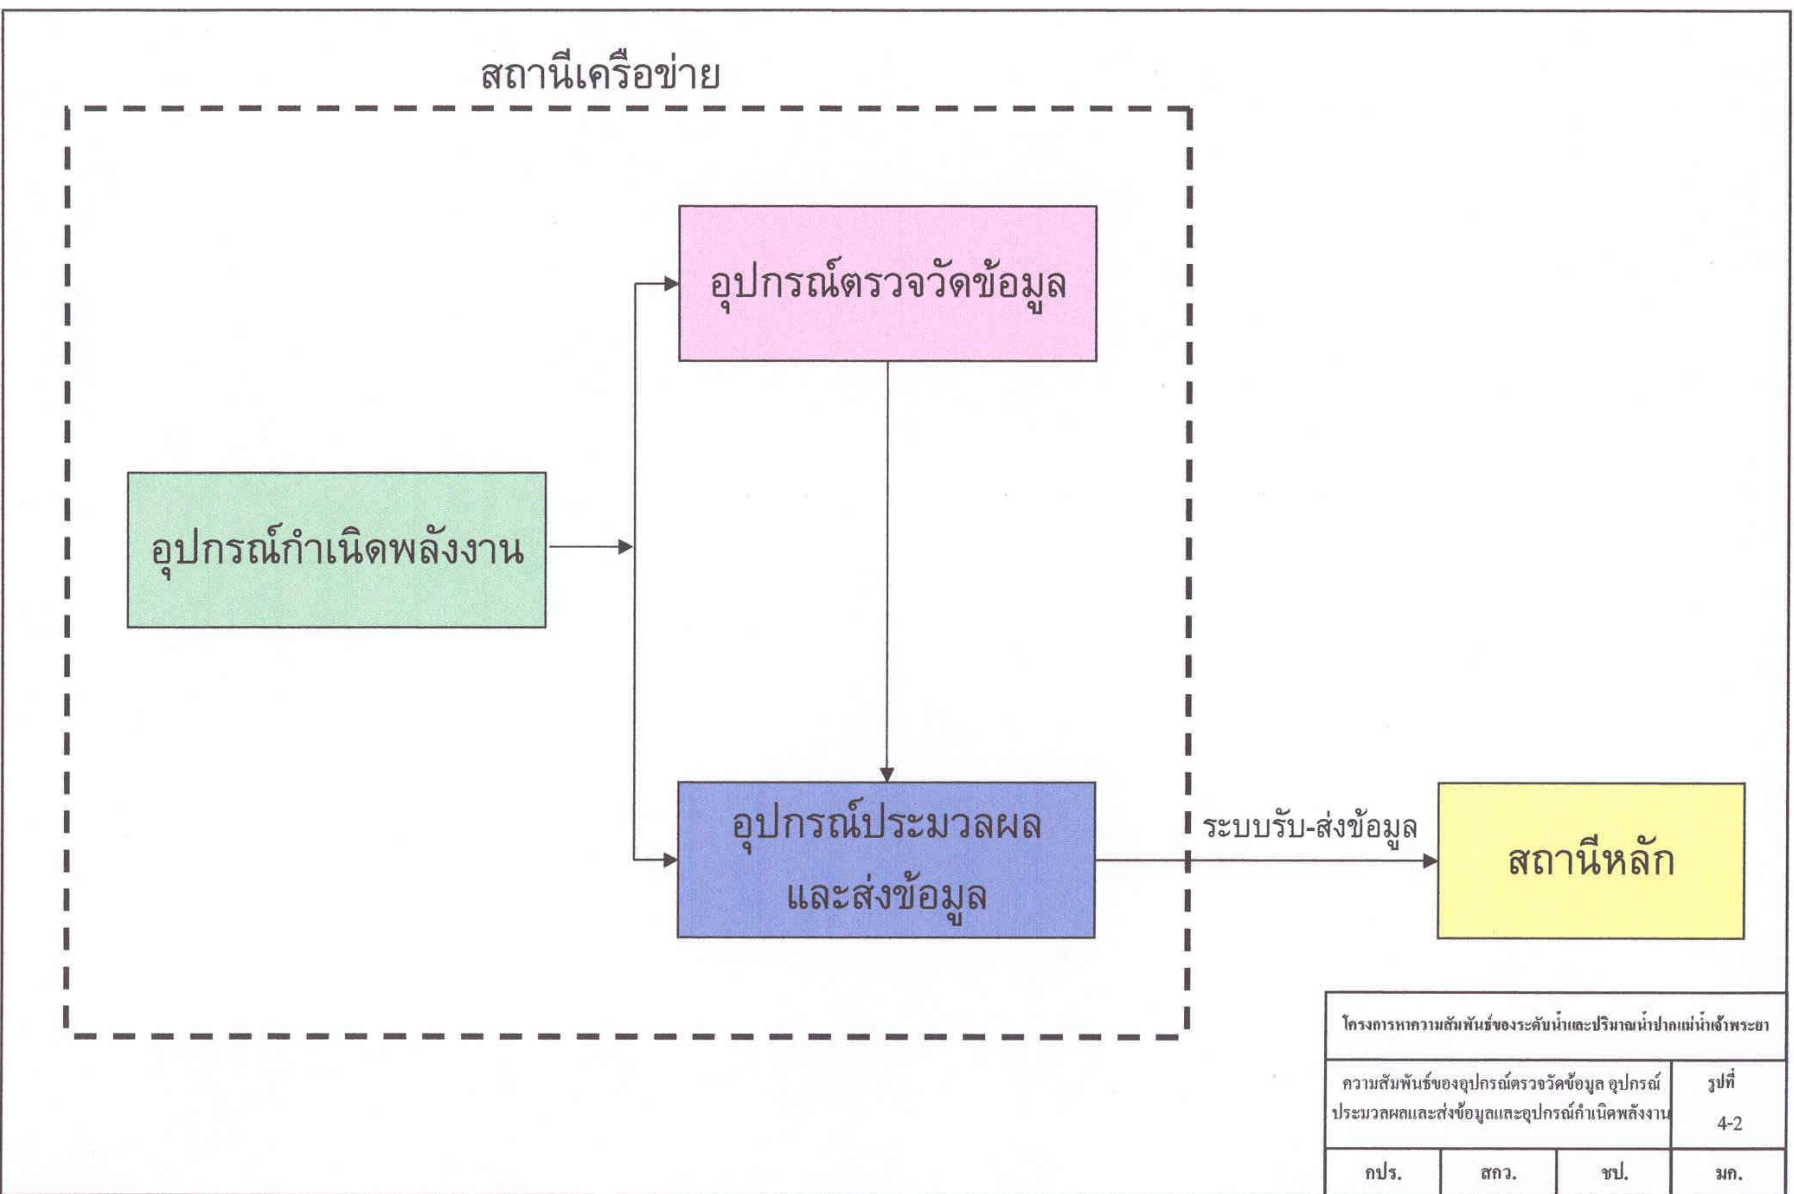 สถานีเครือข่าย
อุปกรณ์ตรวจวัดข้อมูล
อุปกรณ์กำเนิดพลังงาน
อุปกรณ์ประมวลผล
และส่งข้อมูล
ระบบรับ-ส่งข้อมูล
สถานีหลัก
โครงการหาความสัมพันธ์ของระดับน้ำและปริมาณน้ำปากแม่น้ำเจ้าพระยา
ความสัมพันธ์ของอุปกรณ์ตรวจวัดข้อมูล อุปกรณ์
ประมวลผลและส่งข้อมูลและอุปกรณ์กำเนิดพลังงาน
รูปที่
4-2
กปร. สกว. ชป. มก.